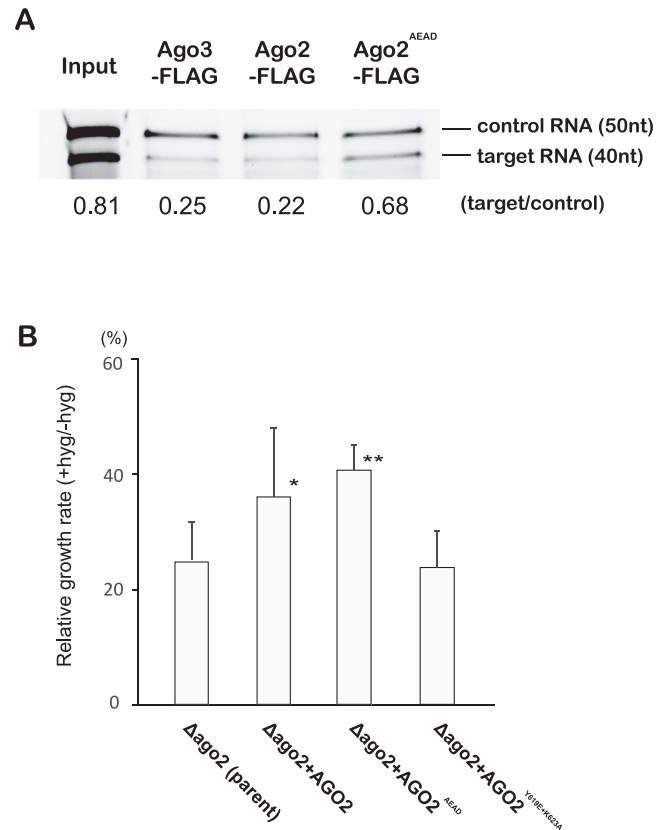 A
Input
Ago3
-FLAG
Ago2
-FLAG
Ago2 AEAD
-FLAG
control RNA (50nt)
target RNA (40nt)
0.81 0.25 0.22 0.68 (target/control)
B
(%)
Relative growth rate (+hyg/-hyg)
60
40
20
0
*
**
Δago2 (parent)
Δago2+AGO2
Δago2+AGO2 AEAD
Δago2+AGO2 Y619E+K623A